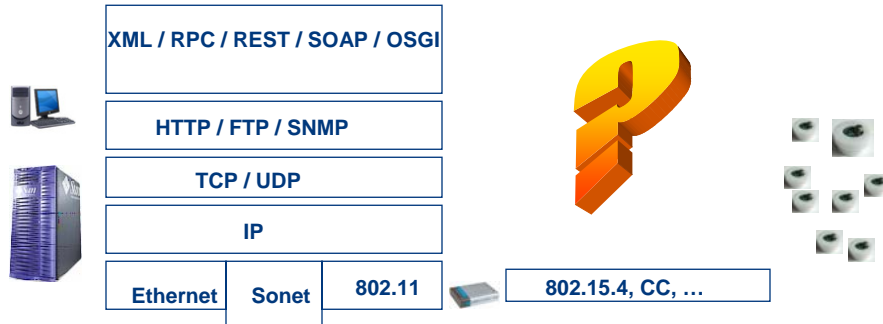 XML / RPC / REST / SOAP / OSGI
HTTP / FTP / SNMP
TCP / UDP
IP
Ethernet
Sonet
802.11
802.15.4, CC, …
?
Sun